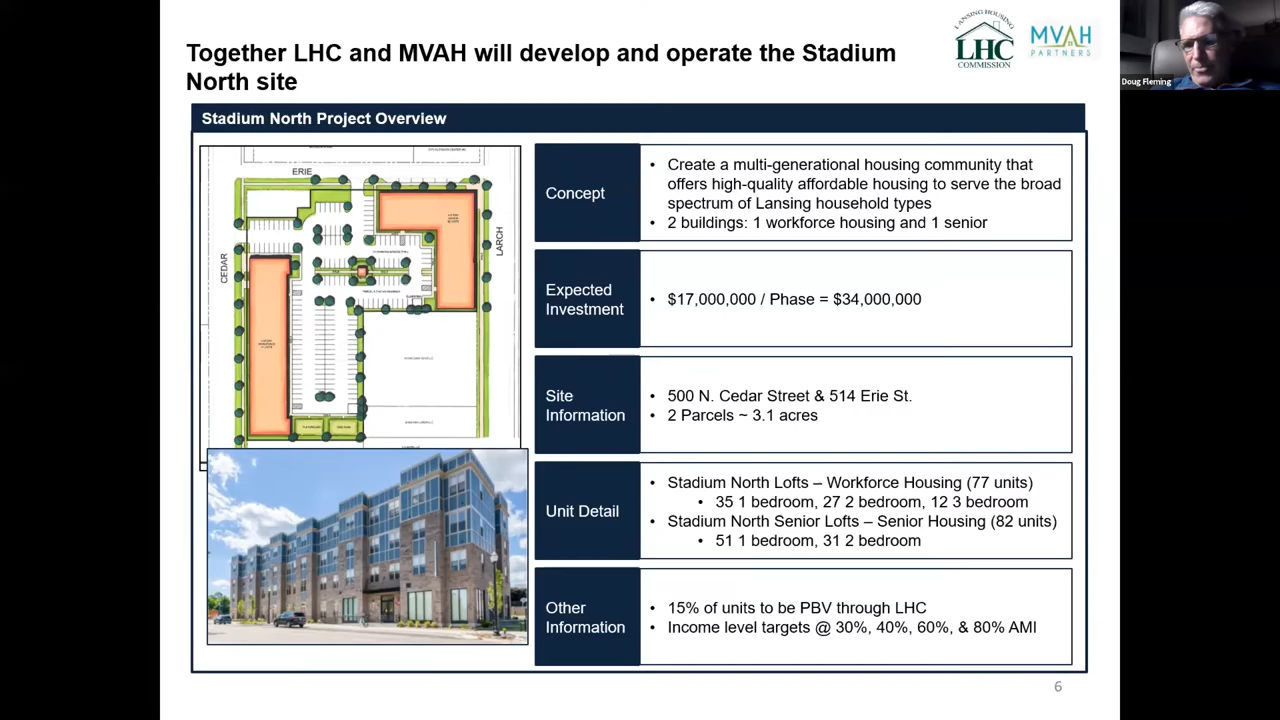 Together LHC and MVAH will develop and operate the Stadium
North site
LANSING HOUSING
LHC
COMMISSION
MVAH
PARTNERS
Doug Fleming
Stadium North Project Overview
ERIE
CEDAR
LARCH
Concept
• Create a multi-generational housing community that
offers high-quality affordable housing to serve the broad
spectrum of Lansing household types
• 2 buildings: 1 workforce housing and 1 senior
Expected
Investment
• $17,000,000 / Phase = $34,000,000
Site
Information
• 500 N. Cedar Street & 514 Erie St.
• 2 Parcels~ 3.1 acres
Unit Detail
• Stadium North Lofts – Workforce Housing (77 units)
• 35 1 bedroom, 27 2 bedroom, 12 3 bedroom
• Stadium North Senior Lofts – Senior Housing (82 units)
• 51 1 bedroom, 31 2 bedroom
Other
Information
• 15% of units to be PBV through LHC
• Income level targets @ 30%, 40%, 60%, & 80% AMI
6